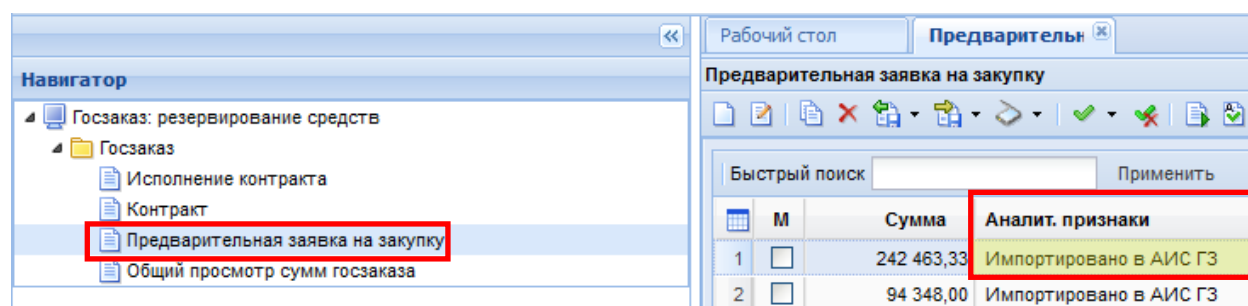 Рабочий стол
Предварительн
Навигатор
Предварительная заявка на закупку
Госзаказ: резервирование средств
Госзаказ
Исполнение контракта
Контракт
Предварительная заявка на закупку
Общий просмотр сумм госзаказа
Быстрый поиск
Применить
М Сумма Аналит. признаки
1 242 463,33 Импортировано в АИС ГЗ
2 94 348,00 Импортировано в АИС ГЗ